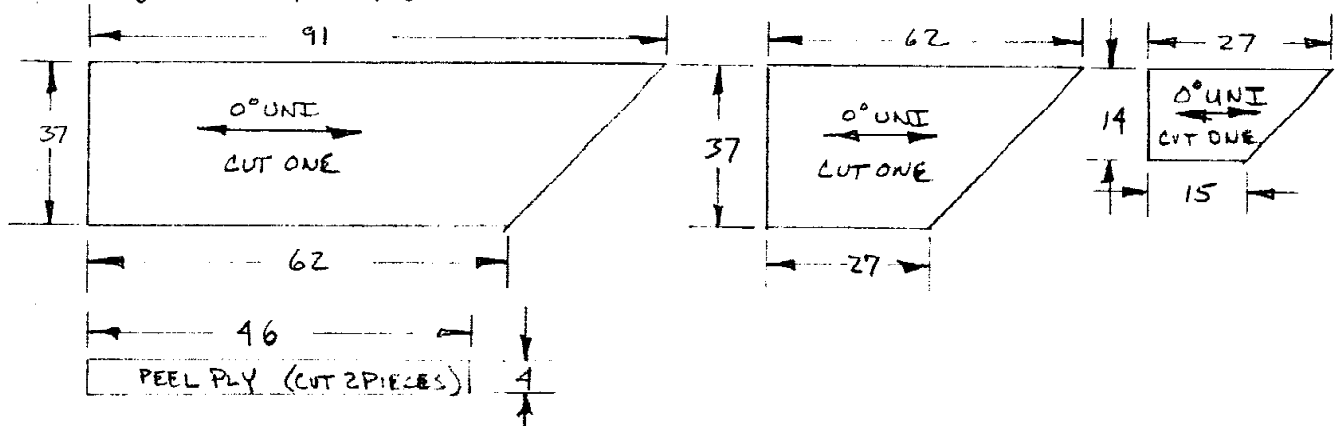 91
62
27
37
0° UNI
CUT ONE
37
0° UNI
CUT ONE
14
0° UNI
CUT ONE
15
62
27
46
PEEL PLY (CUT 2 PIECES)
4